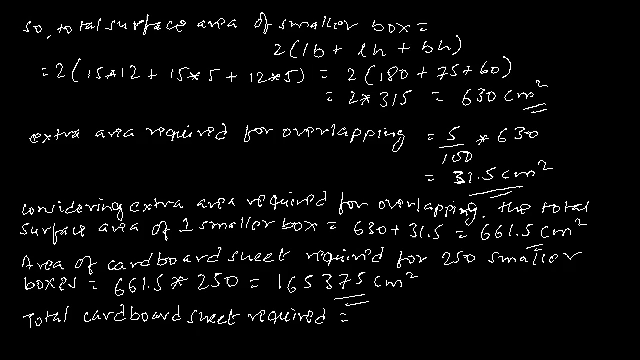 so, total surface area of smaller box =
2(lb + lh + bh)
= 2(15*12 + 15*5 + 12*5) = 2(180 + 75 + 60)
= 2*315 = 630 cm²
extra area required for overlapping = 5/100 * 630
= 31.5 cm²
considering extra area required for overlapping, the total
surface area of 1 smaller box = 630 + 31.5 = 661.5 cm²
Area of cardboard sheet required for 250 smaller
boxes = 661.5 * 250 = 165375 cm²
Total cardboard sheet required =